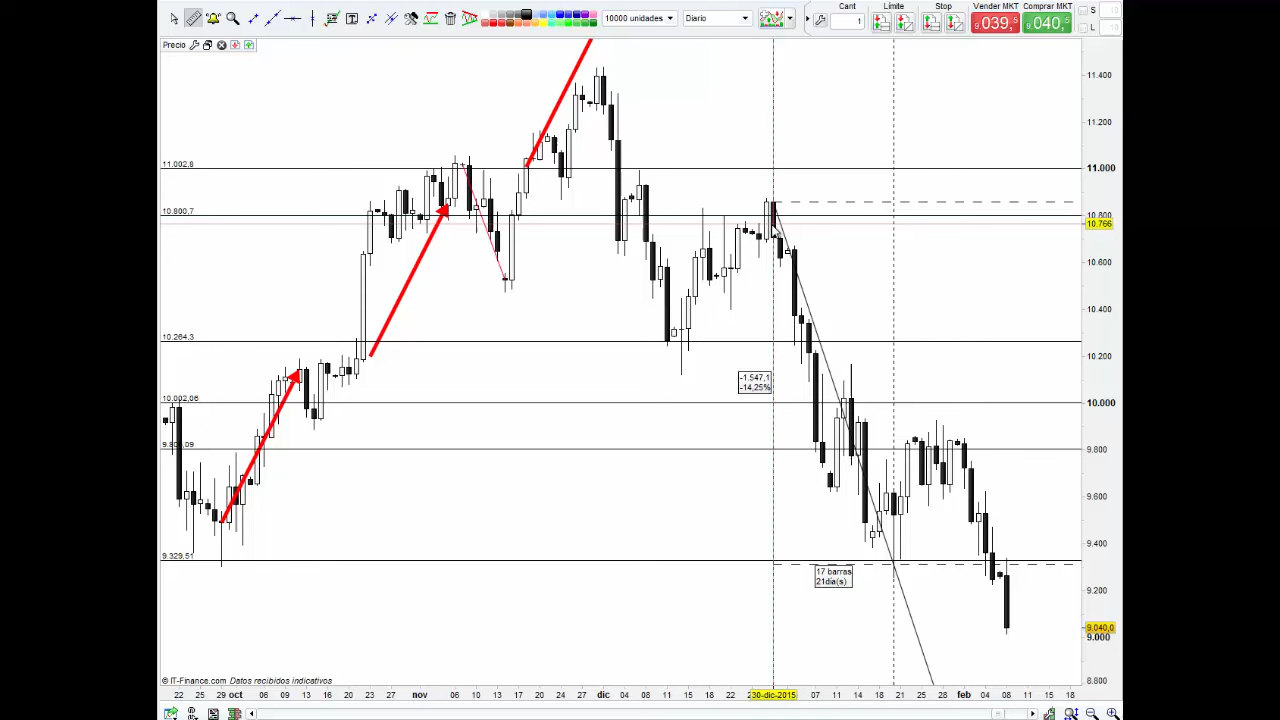 10000 unidades
Diario
Cant
1
Límite
Stop
Vender MKT
9.039,5
Comprar MKT
9.040,5
S
10
L
10
Precio
11.400
11.200
11.002.8
11.000
10.800,7
10.800
10.766
10.600
10.400
10.264,3
10.200
-1.547,1
-14,25%
10.002,06
10.000
9.800
9.600
9.400
9.329.51
17 barras
21día(s)
9.200
9.040,0
9.000
8.800
© IT-Finance.com Datos recibidos indicativos
22 25 29 oct 06 09 13 16 20 23 27 nov 06 09 13 17 20 24 27 dic 04 08 11 15 18 22 30-dic-2015 07 11 14 18 21 25 28 feb 04 08 11 15 18